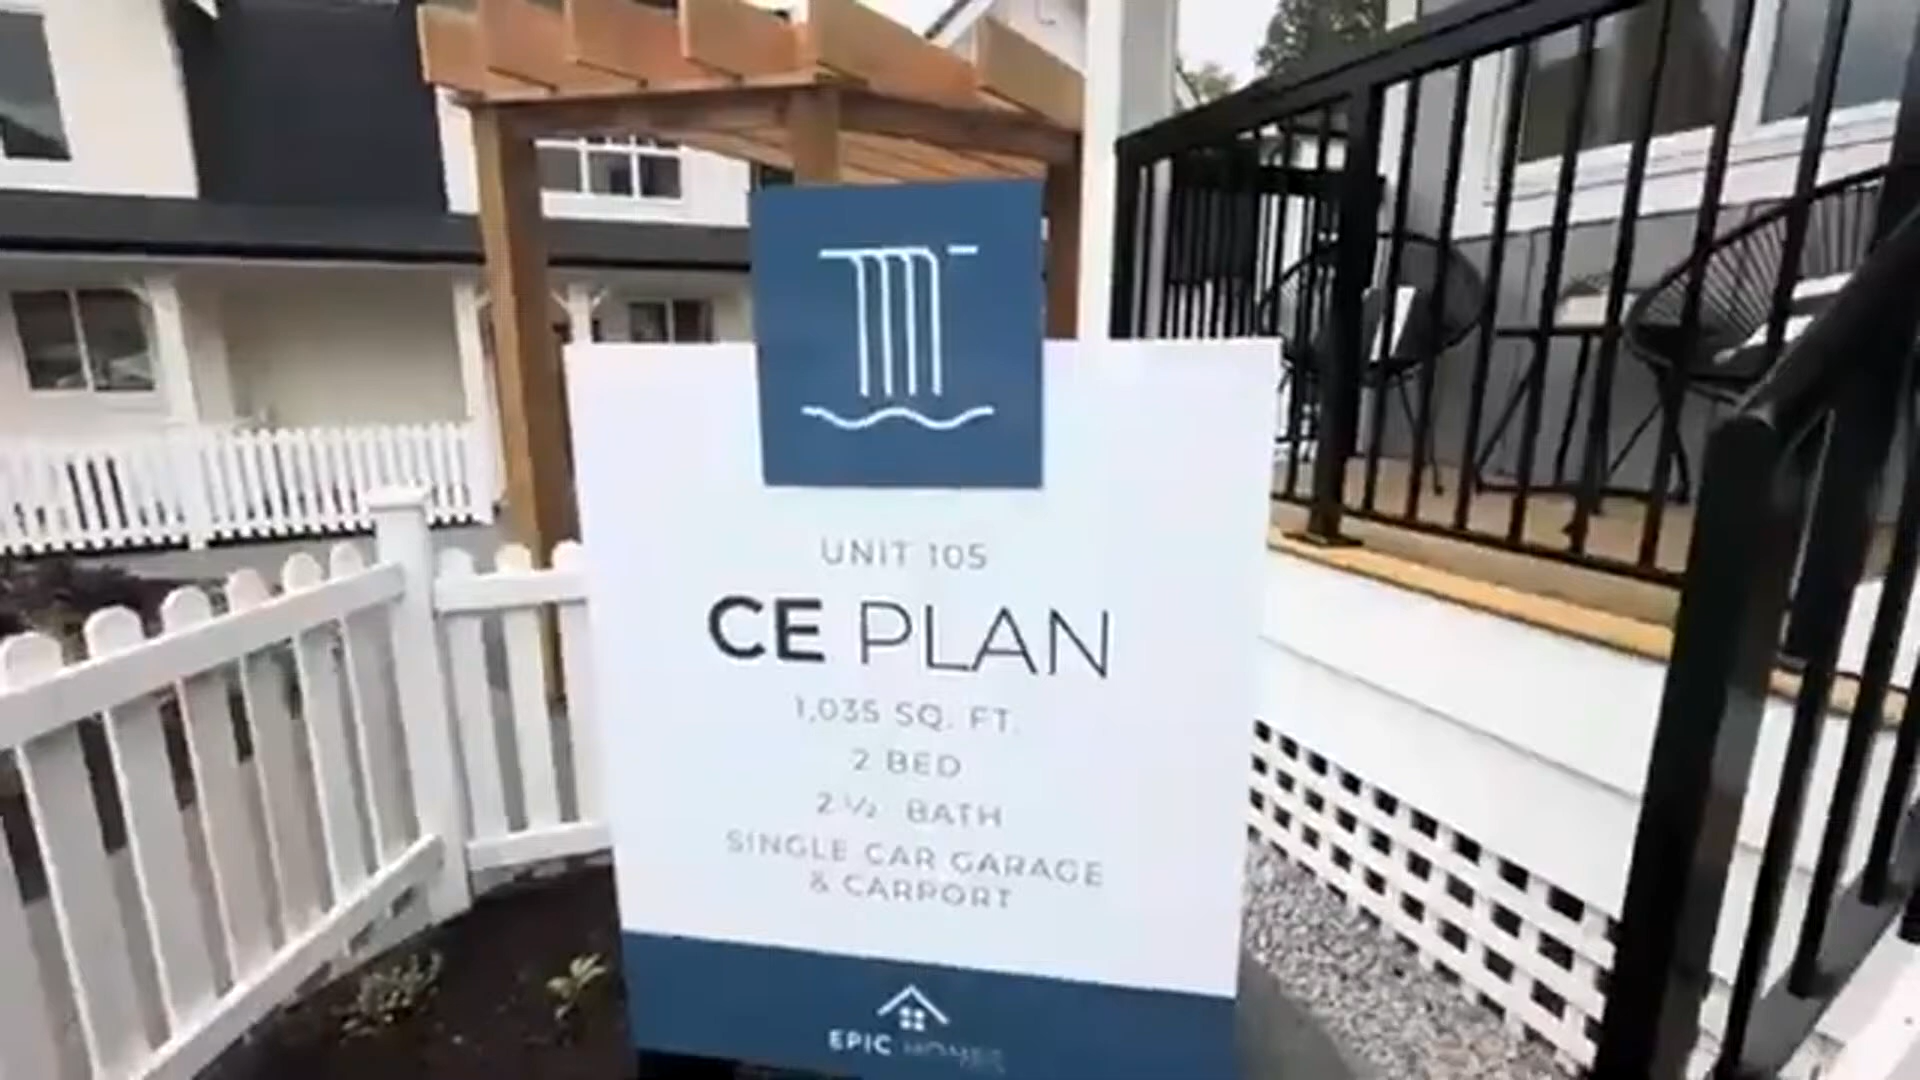 UNIT 105
CE PLAN
1,035 SQ. FT.
2 BED
2 ½ BATH
SINGLE CAR GARAGE
& CARPORT
EPIC HOMES